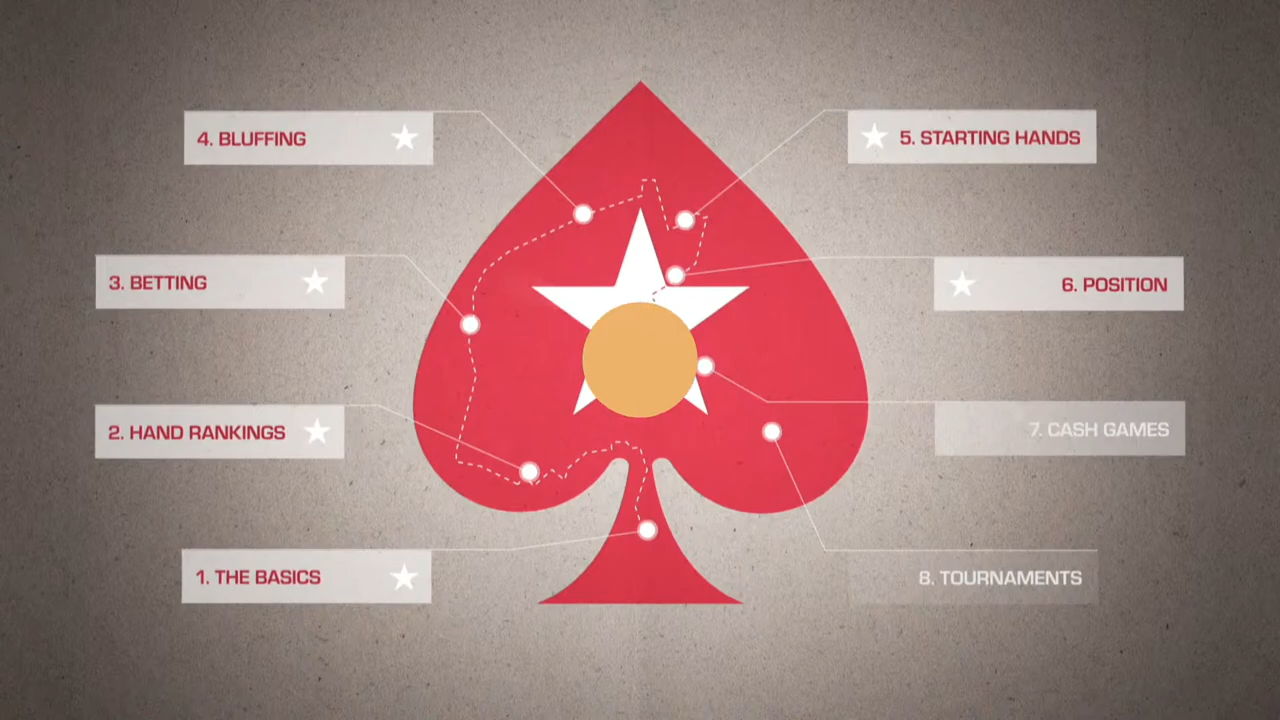 4. BLUFFING
5. STARTING HANDS
3. BETTING
6. POSITION
2. HAND RANKINGS
7. CASH GAMES
1. THE BASICS
8. TOURNAMENTS